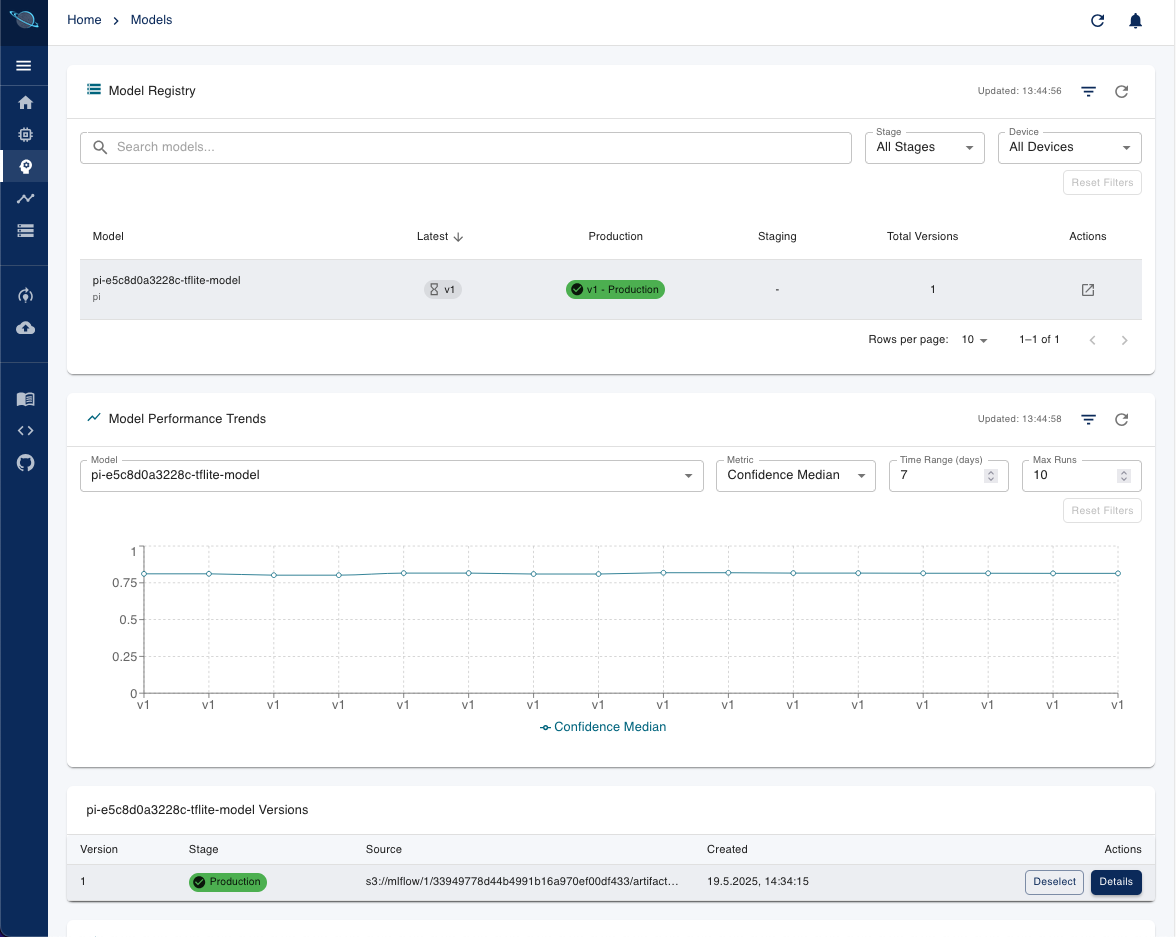 Home > Models
Model Registry
Updated: 13:44:56
Search models...
Stage
All Stages
Device
All Devices
Reset Filters
Model Latest Production Staging Total Versions Actions
pi-e5c8d0a3228c-tflite-model
pi
v1 v1 - Production - 1
Rows per page: 10 1–1 of 1
Model Performance Trends
Updated: 13:44:58
Model
pi-e5c8d0a3228c-tflite-model
Metric
Confidence Median
Time Range (days)
7
Max Runs
10
Reset Filters
1
0.75
0.5
0.25
0
v1 v1 v1 v1 v1 v1 v1 v1 v1 v1 v1 v1 v1 v1 v1 v1
Confidence Median
pi-e5c8d0a3228c-tflite-model Versions
Version Stage Source Created Actions
1 Production s3://mlflow/1/33949778d44b4991b16a970ef00df433/artifact... 19.5.2025, 14:34:15 Deselect Details